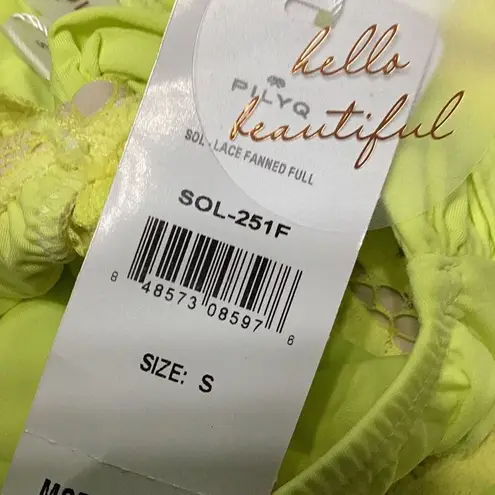 hello
beautiful
PILYQ
SOL - LACE FANNED FULL
SOL-251F
8 48573 08597 6
SIZE: S